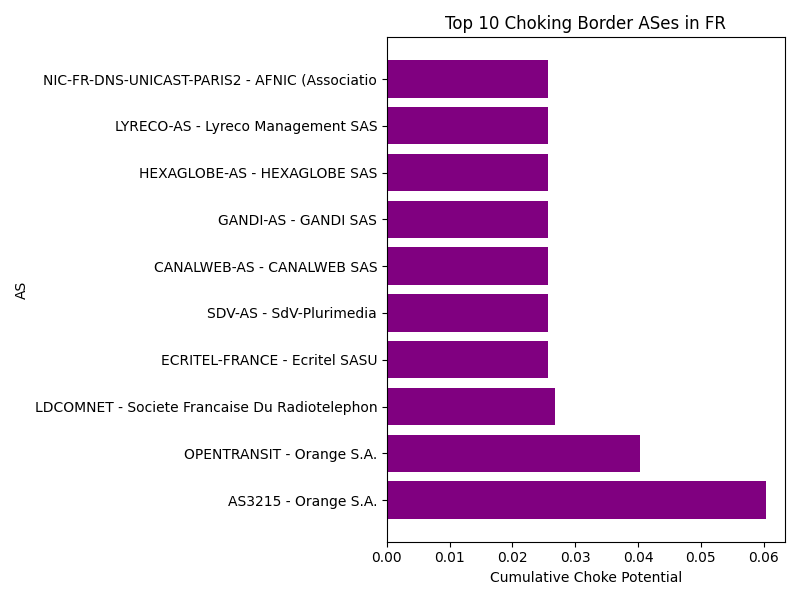 Top 10 Choking Border ASes in FR
NIC-FR-DNS-UNICAST-PARIS2 - AFNIC (Associatio
LYRECO-AS - Lyreco Management SAS
HEXAGLOBE-AS - HEXAGLOBE SAS
GANDI-AS - GANDI SAS
CANALWEB-AS - CANALWEB SAS
SDV-AS - SdV-Plurimedia
ECRITEL-FRANCE - Ecritel SASU
LDCOMNET - Societe Francaise Du Radiotelephon
OPENTRANSIT - Orange S.A.
AS3215 - Orange S.A.
AS
0.00 0.01 0.02 0.03 0.04 0.05 0.06
Cumulative Choke Potential